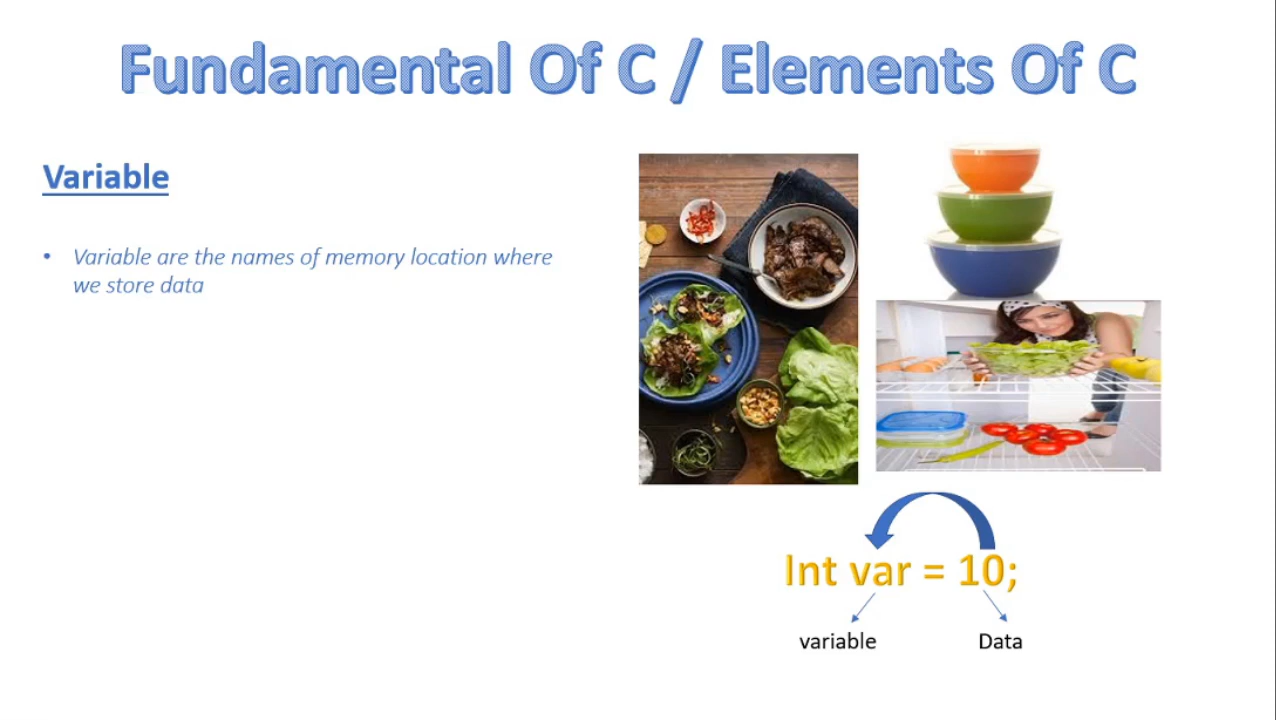 Fundamental Of C / Elements Of C
Variable
• Variable are the names of memory location where
we store data
Int var = 10;
variable
Data